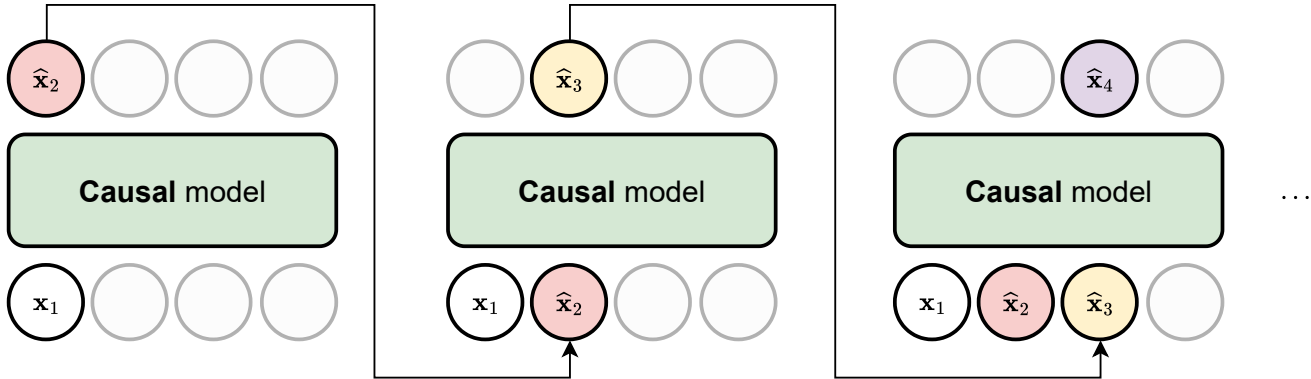 x̂₂
x̂₃
x̂₄
Causal model
Causal model
Causal model
...
x₁
x₁
x̂₂
x₁
x̂₂
x̂₃